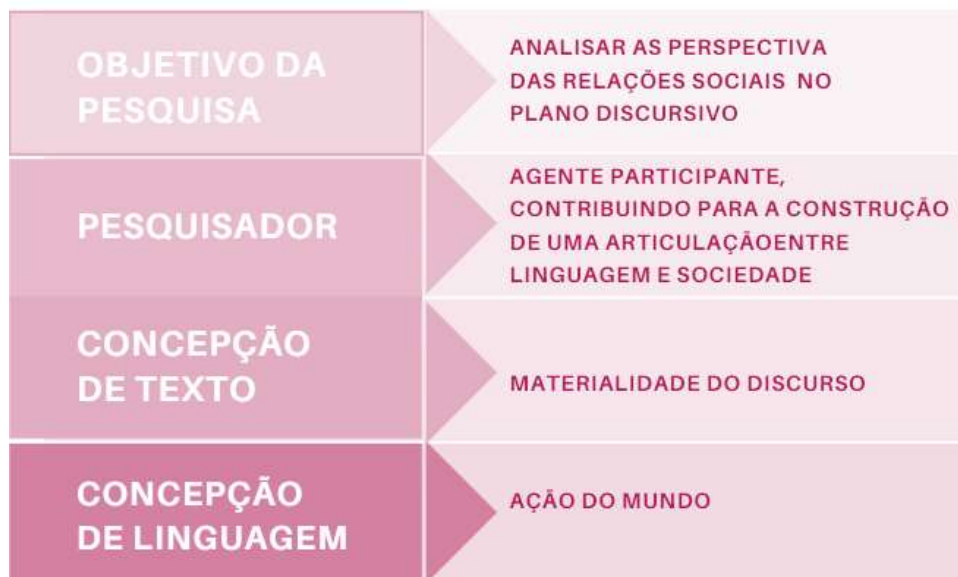 OBJETIVO DA
PESQUISA
ANALISAR AS PERSPECTIVA
DAS RELAÇÕES SOCIAIS NO
PLANO DISCURSIVO
PESQUISADOR
AGENTE PARTICIPANTE,
CONTRIBUINDO PARA A CONSTRUÇÃO
DE UMA ARTICULAÇÃOENTRE
LINGUAGEM E SOCIEDADE
CONCEPÇÃO
DE TEXTO
MATERIALIDADE DO DISCURSO
CONCEPÇÃO
DE LINGUAGEM
AÇÃO DO MUNDO